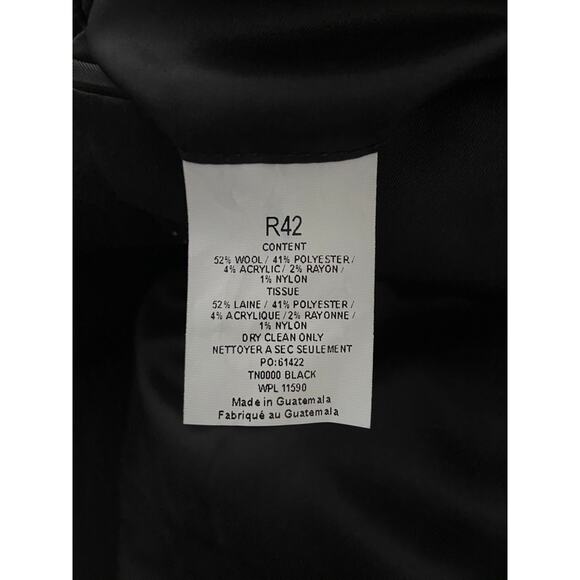 R42
CONTENT
52% WOOL / 41% POLYESTER /
4% ACRYLIC / 2% RAYON /
1% NYLON
TISSUE
52% LAINE / 41% POLYESTER /
4% ACRYLIQUE / 2% RAYONNE /
1% NYLON
DRY CLEAN ONLY
NETTOYER A SEC SEULEMENT
PO:61422
TN0000 BLACK
WPL 11590
Made in Guatemala
Fabriqué au Guatemala